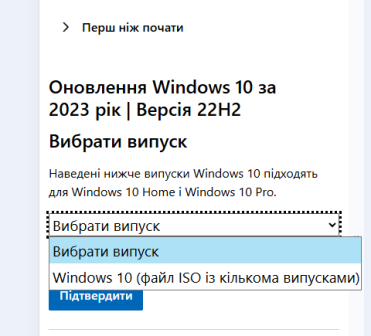 Перш ніж почати
Оновлення Windows 10 за
2023 рік | Версія 22H2
Вибрати випуск
Наведені нижче випуски Windows 10 підходять
для Windows 10 Home і Windows 10 Pro.
Вибрати випуск
Вибрати випуск
Windows 10 (файл ISO із кількома випусками)
Підтвердити